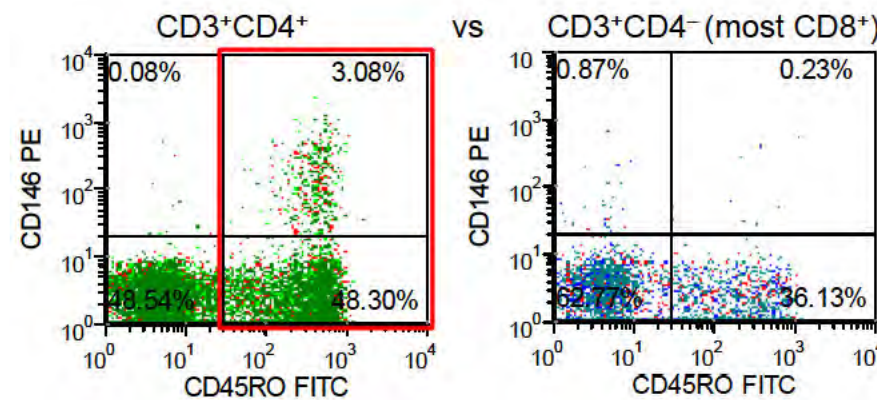 CD3⁺CD4⁺ vs CD3⁺CD4⁻ (most CD8⁺)
10⁴
0.08% 3.08%
10³
10²
10¹
48.54% 48.30%
10⁰
10⁰ 10¹ 10² 10³ 10⁴
CD146 PE
CD45RO FITC
10
0.87% 0.23%
10³
10²
10¹
62.77% 36.13%
10⁰
10⁰ 10¹ 10² 10³ 10⁴
CD146 PE
CD45RO FITC